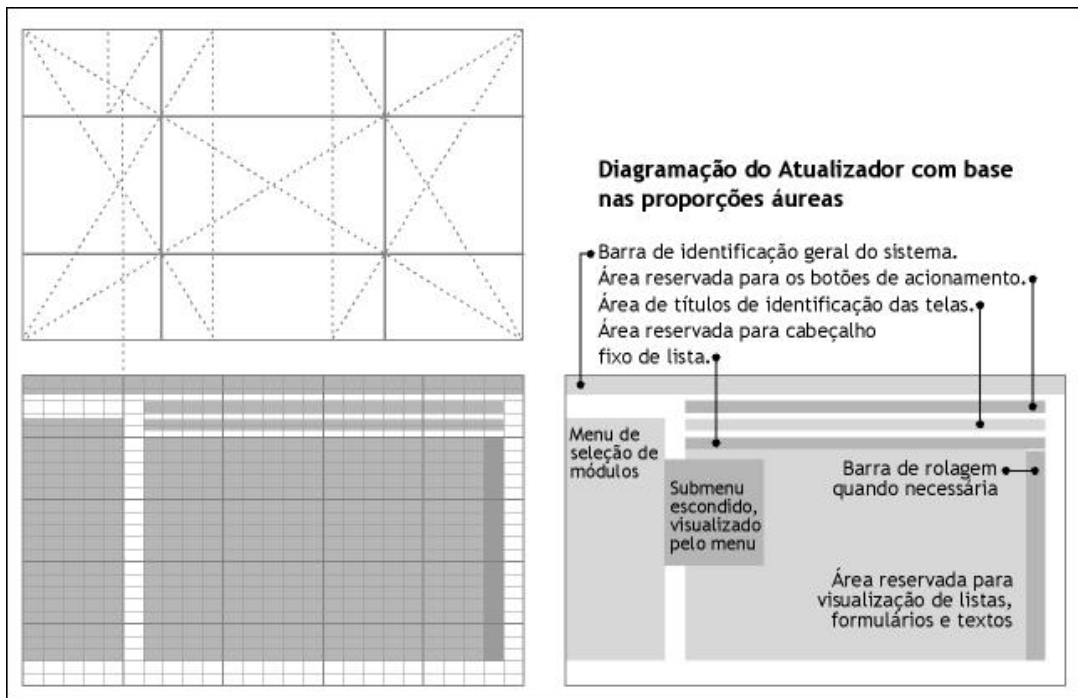 Diagramação do Atualizador com base
nas proporções áureas
Barra de identificação geral do sistema.
Área reservada para os botões de acionamento.
Área de títulos de identificação das telas.
Área reservada para cabeçalho
fixo de lista.
Menu de
seleção de
módulos
Submenu
escondido,
visualizado
pelo menu
Barra de rolagem
quando necessária
Área reservada para
visualização de listas,
formulários e textos